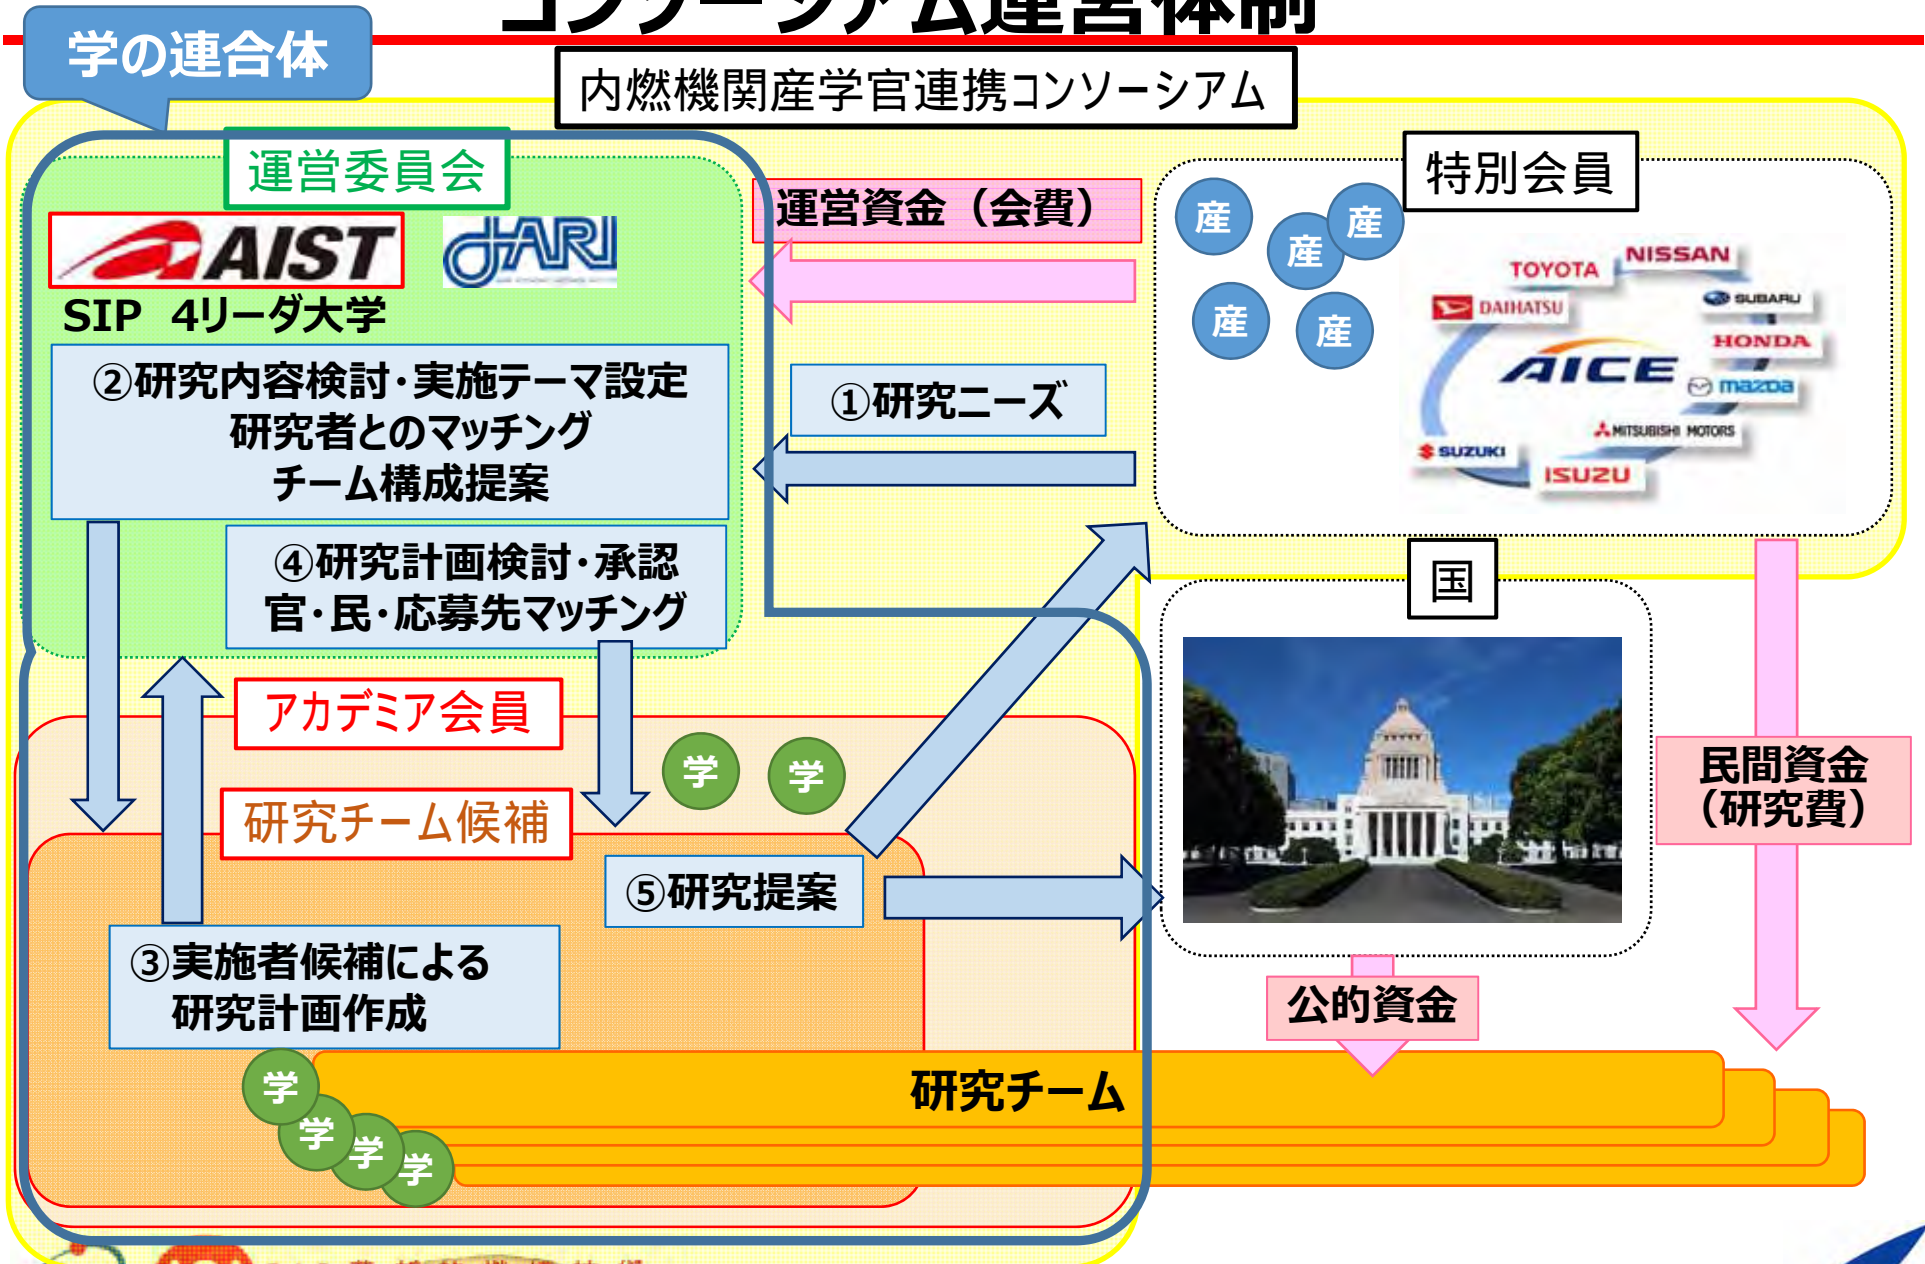 コンソーシアム運営体制
学の連合体
内燃機関産学官連携コンソーシアム
運営委員会
AIST
JARI
SIP 4リーダ大学
②研究内容検討・実施テーマ設定
研究者とのマッチング
チーム構成提案
④研究計画検討・承認
官・民・応募先マッチング
運営資金（会費）
①研究ニーズ
特別会員
産
産
産
産
産
TOYOTA
NISSAN
DAIHATSU
SUBARU
HONDA
AICE
mazda
MITSUBISHI MOTORS
SUZUKI
ISUZU
国
アカデミア会員
学
学
研究チーム候補
⑤研究提案
③実施者候補による
研究計画作成
民間資金
（研究費）
公的資金
研究チーム
学
学
学
学